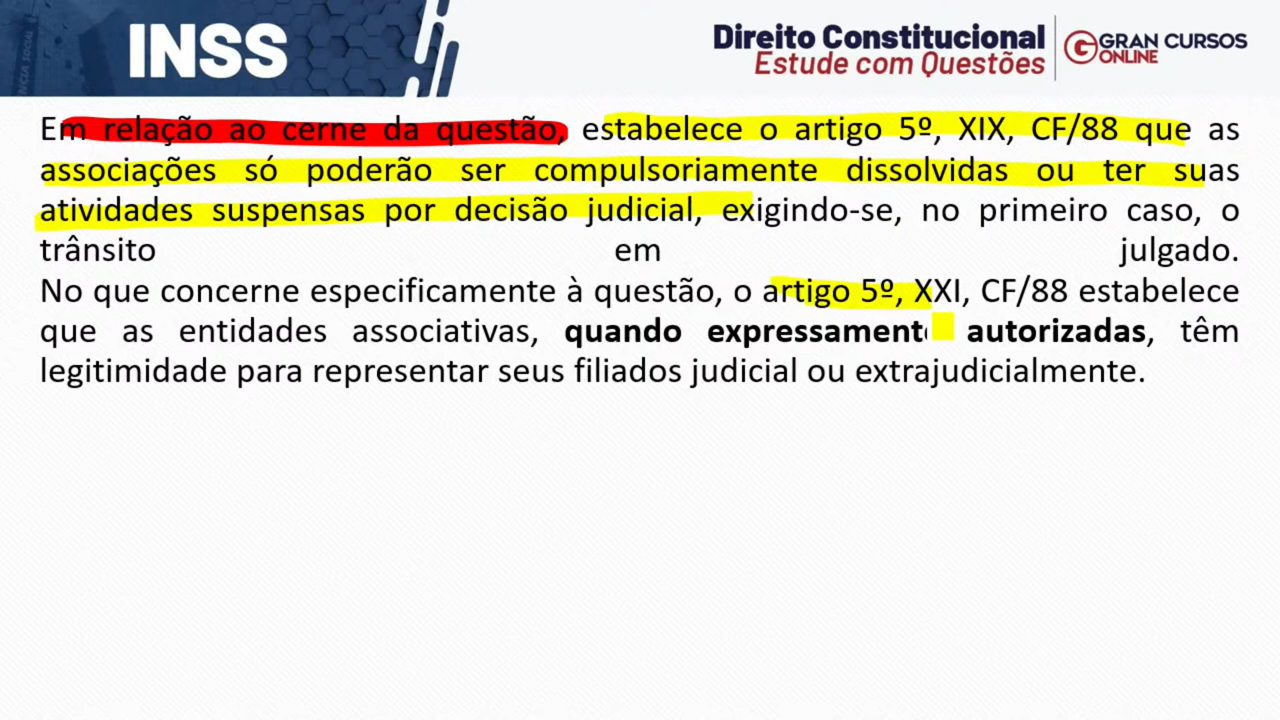 INSS
Direito Constitucional
Estude com Questões
GRAN CURSOS
ONLINE
Em relação ao cerne da questão, estabelece o artigo 5º, XIX, CF/88 que as
associações só poderão ser compulsoriamente dissolvidas ou ter suas
atividades suspensas por decisão judicial, exigindo-se, no primeiro caso, o
trânsito em julgado.
No que concerne especificamente à questão, o artigo 5º, XXI, CF/88 estabelece
que as entidades associativas, quando expressamente autorizadas, têm
legitimidade para representar seus filiados judicial ou extrajudicialmente.